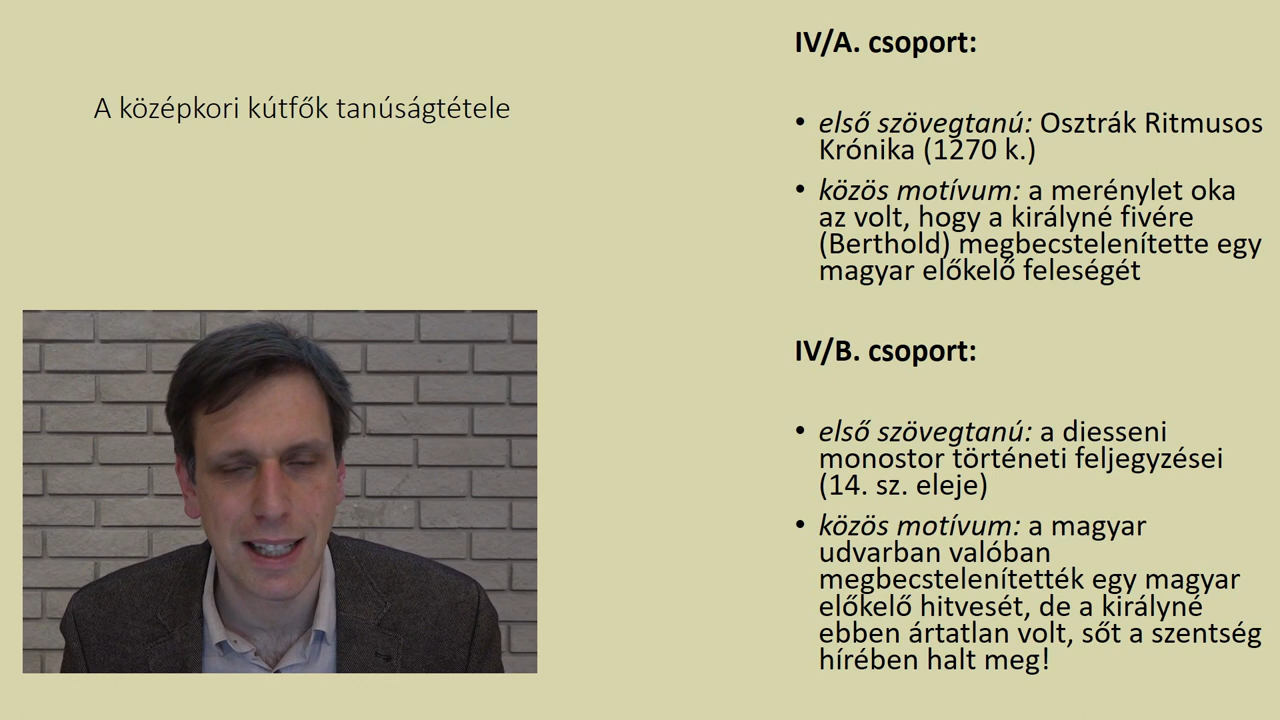 A középkori kútfők tanúságtétele
IV/A. csoport:
• első szövegtanú: Osztrák Ritmusos
Krónika (1270 k.)
• közös motívum: a merénylet oka
az volt, hogy a királyné fivére
(Berthold) megbecstelenítette egy
magyar előkelő feleségét
IV/B. csoport:
• első szövegtanú: a diesseni
monostor történeti feljegyzései
(14. sz. eleje)
• közös motívum: a magyar
udvarban valóban
megbecstelenítették egy magyar
előkelő hitvesét, de a királyné
ebben ártatlan volt, sőt a szentség
hírében halt meg!